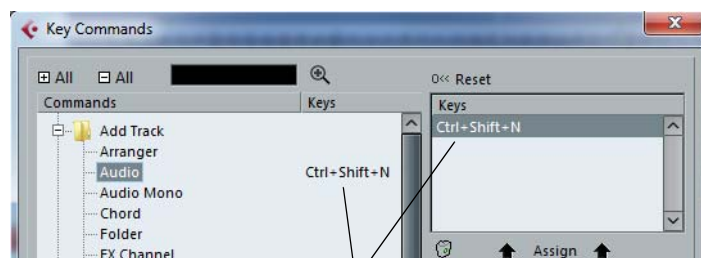 Key Commands
All All
0<< Reset
Commands Keys
Keys
Add Track
Ctrl+Shift+N
Arranger
Audio Ctrl+Shift+N
Audio Mono
Chord
Folder
FX Channel
Assign